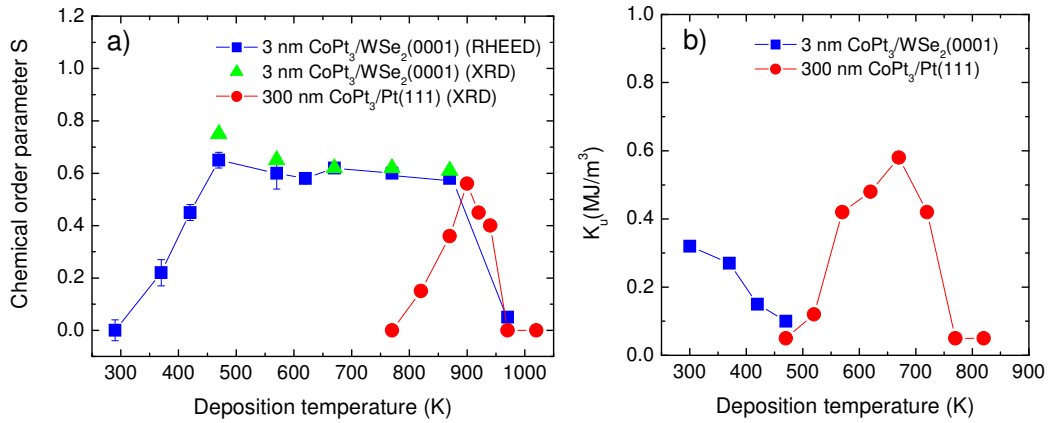 a)
3 nm CoPt₃/WSe₂(0001) (RHEED)
3 nm CoPt₃/WSe₂(0001) (XRD)
300 nm CoPt₃/Pt(111) (XRD)
Chemical order parameter S
1.2
1.0
0.8
0.6
0.4
0.2
0.0
300 400 500 600 700 800 900 1000
Deposition temperature (K)
b)
3 nm CoPt₃/WSe₂(0001)
300 nm CoPt₃/Pt(111)
Kᵤ(MJ/m³)
1.0
0.8
0.6
0.4
0.2
0.0
300 400 500 600 700 800 900
Deposition temperature (K)